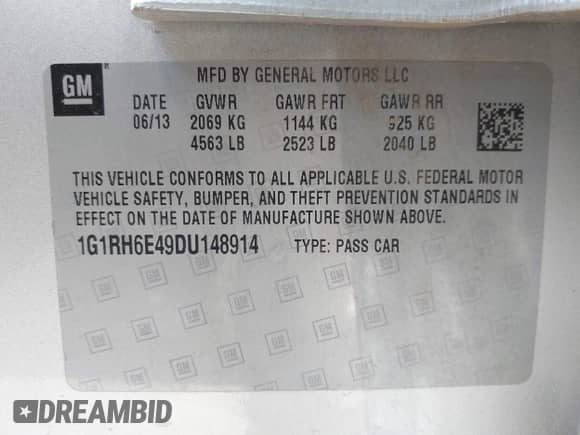 GM
MFD BY GENERAL MOTORS LLC
DATE GVWR GAWR FRT GAWR RR
06/13 2069 KG 1144 KG 925 KG
4563 LB 2523 LB 2040 LB
THIS VEHICLE CONFORMS TO ALL APPLICABLE U.S. FEDERAL MOTOR
VEHICLE SAFETY, BUMPER, AND THEFT PREVENTION STANDARDS IN
EFFECT ON THE DATE OF MANUFACTURE SHOWN ABOVE.
1G1RH6E49DU148914 TYPE: PASS CAR
DREAMBID